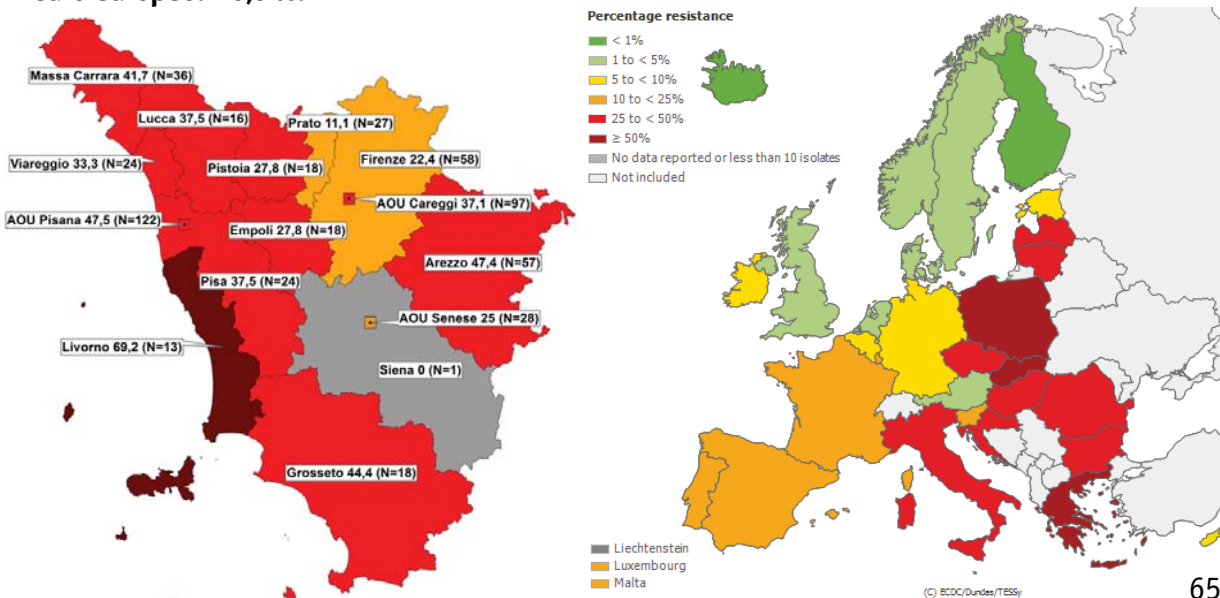 Massa Carrara 41,7 (N=36)
Lucca 37,5 (N=16)
Prato 11,1 (N=27)
Viareggio 33,3 (N=24)
Pistoia 27,8 (N=18)
Firenze 22,4 (N=58)
AOU Pisana 47,5 (N=122)
AOU Careggi 37,1 (N=97)
Empoli 27,8 (N=18)
Arezzo 47,4 (N=57)
Pisa 37,5 (N=24)
AOU Senese 25 (N=28)
Livorno 69,2 (N=13)
Siena 0 (N=1)
Grosseto 44,4 (N=18)
Percentage resistance
< 1%
1 to < 5%
5 to < 10%
10 to < 25%
25 to < 50%
≥ 50%
No data reported or less than 10 isolates
Not included
Liechtenstein
Luxembourg
Malta
(C) ECDC/Dundas/TESSy
65